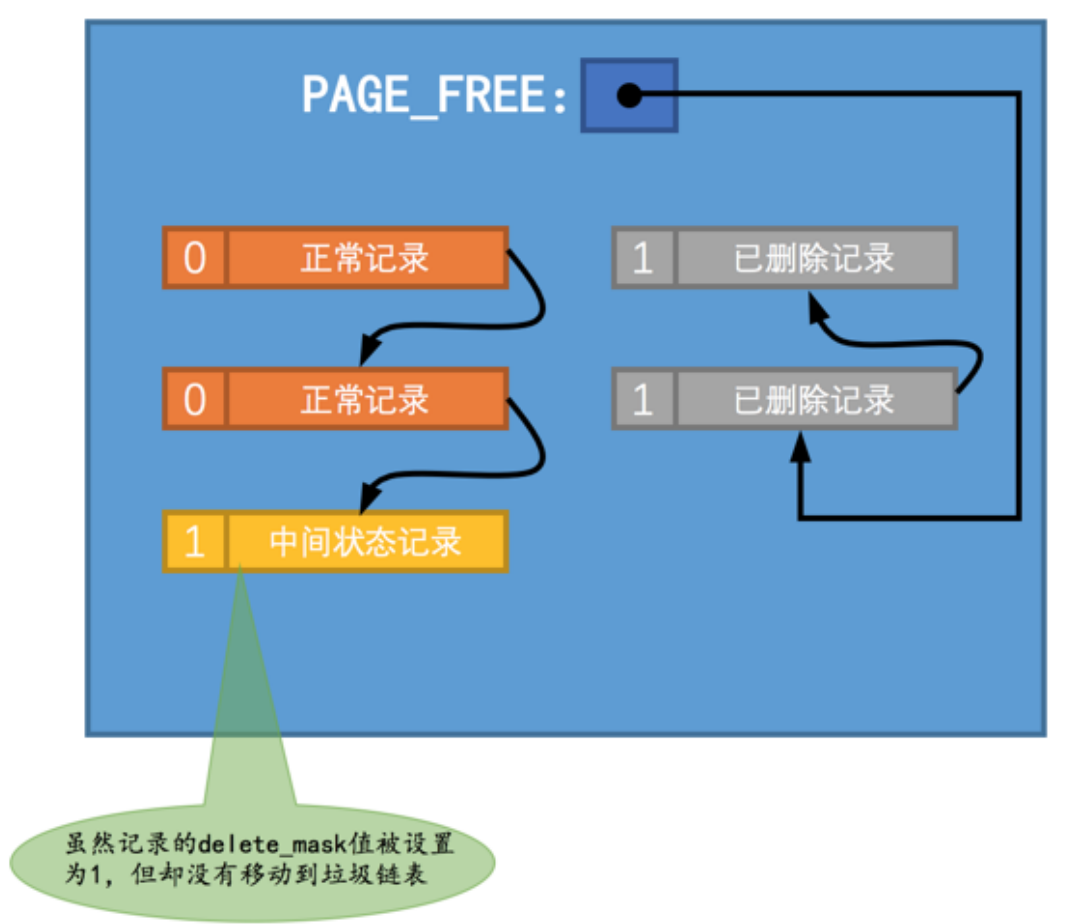 PAGE_FREE:
0 正常记录
1 已删除记录
0 正常记录
1 已删除记录
1 中间状态记录
虽然记录的delete_mask值被设置
为1，但却没有移动到垃圾链表